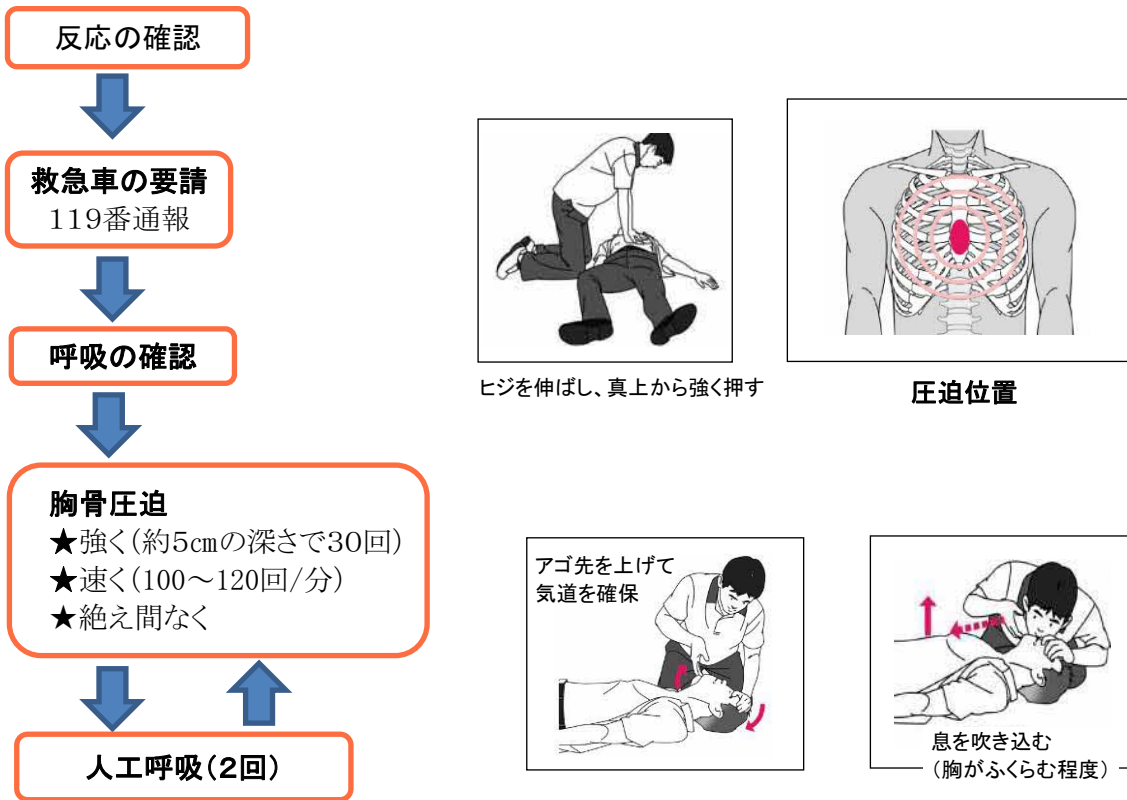 反応の確認
救急車の要請
119番通報
呼吸の確認
胸骨圧迫
★強く(約5㎝の深さで30回)
★速く(100～120回/分)
★絶え間なく
人工呼吸(2回)
ヒジを伸ばし、真上から強く押す
圧迫位置
アゴ先を上げて
気道を確保
息を吹き込む
(胸がふくらむ程度)